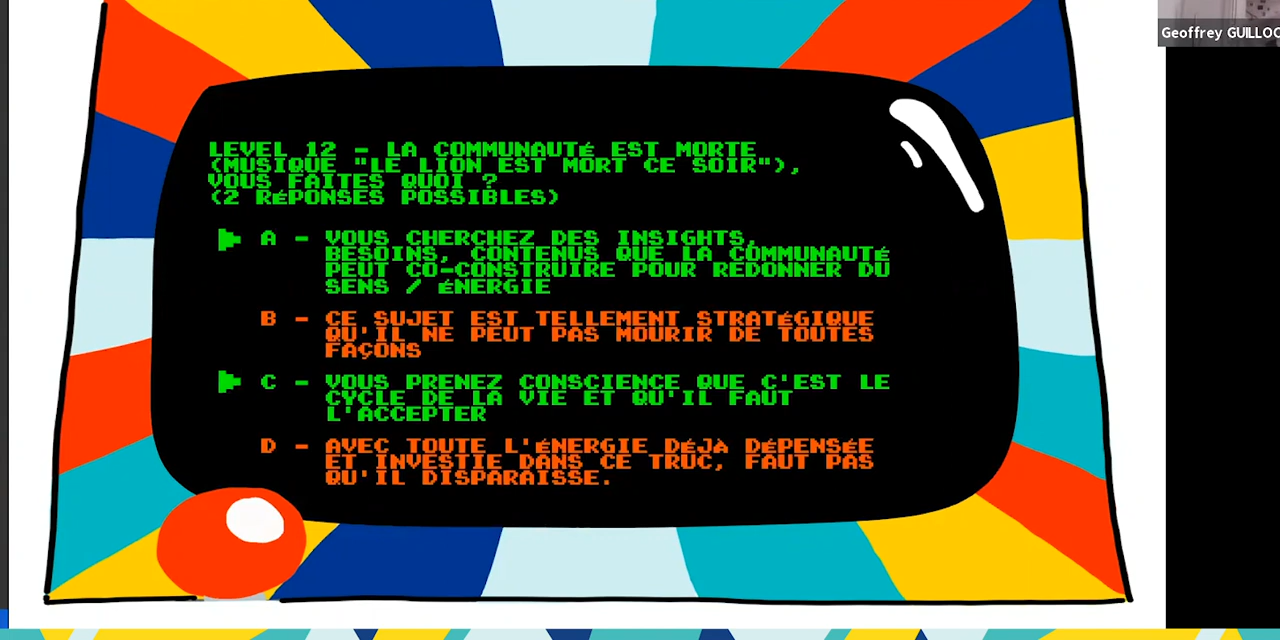 Geoffrey GUILLO
LEVEL 12 - LA COMMUNAUTÉ EST MORTE
(MUSIQUE "LE LION EST MORT CE SOIR"),
VOUS FAITES QUOI ?
(2 RÉPONSES POSSIBLES)
A - VOUS CHERCHEZ DES INSIGHTS,
BESOINS, CONTENUS QUE LA COMMUNAUTÉ
PEUT CO-CONSTRUIRE POUR REDONNER DU
SENS / ÉNERGIE
B - CE SUJET EST TELLEMENT STRATÉGIQUE
QU'IL NE PEUT PAS MOURIR DE TOUTES
FAÇONS
C - VOUS PRENEZ CONSCIENCE QUE C'EST LE
CYCLE DE LA VIE ET QU'IL FAUT
L'ACCEPTER
D - AVEC TOUTE L'ÉNERGIE DÉJÀ DÉPENSÉE
ET INVESTIE DANS CE TRUC, FAUT PAS
QU'IL DISPARAISSE.